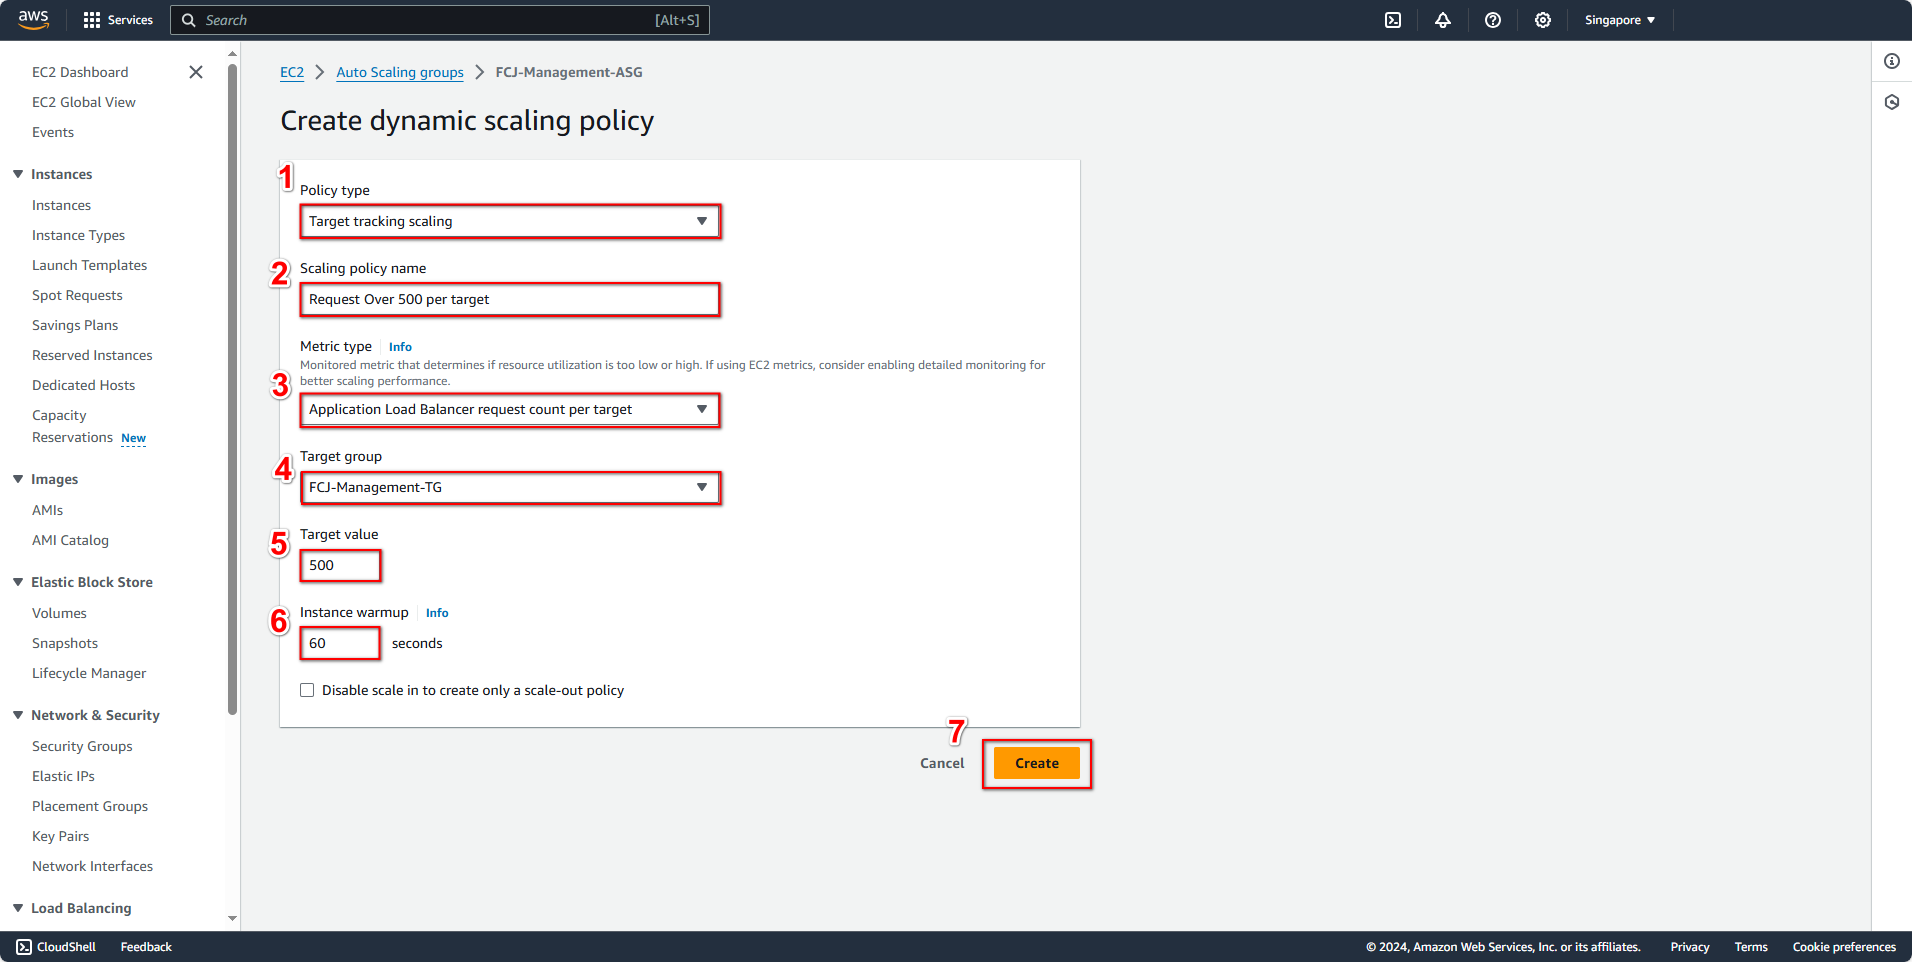 aws
Services
Search
[Alt+S]
Singapore
EC2 Dashboard
EC2 Global View
Events
Instances
Instances
Instance Types
Launch Templates
Spot Requests
Savings Plans
Reserved Instances
Dedicated Hosts
Capacity
Reservations New
Images
AMIs
AMI Catalog
Elastic Block Store
Volumes
Snapshots
Lifecycle Manager
Network & Security
Security Groups
Elastic IPs
Placement Groups
Key Pairs
Network Interfaces
Load Balancing
EC2 > Auto Scaling groups > FCJ-Management-ASG
Create dynamic scaling policy
1
Policy type
Target tracking scaling
2
Scaling policy name
Request Over 500 per target
Metric type Info
Monitored metric that determines if resource utilization is too low or high. If using EC2 metrics, consider enabling detailed monitoring for
better scaling performance.
3
Application Load Balancer request count per target
4
Target group
FCJ-Management-TG
5
Target value
500
6
Instance warmup Info
60 seconds
Disable scale in to create only a scale-out policy
7
Cancel
Create
CloudShell
Feedback
© 2024, Amazon Web Services, Inc. or its affiliates.
Privacy
Terms
Cookie preferences